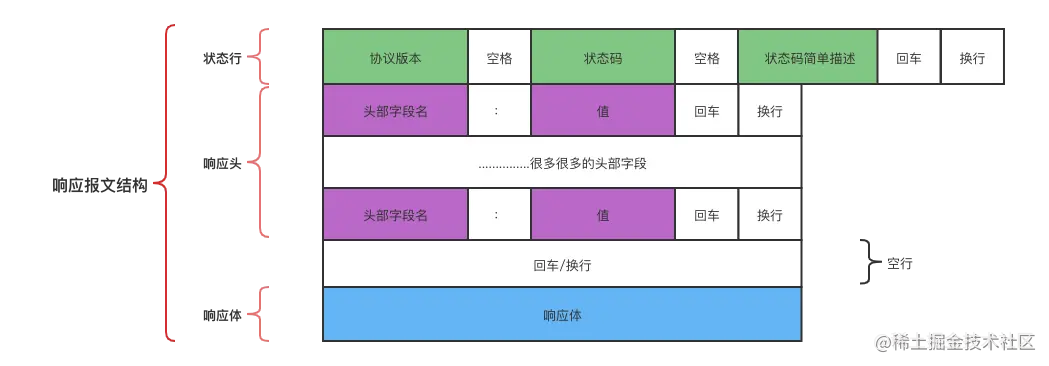 状态行 协议版本 空格 状态码 空格 状态码简单描述 回车 换行
头部字段名 : 值 回车 换行
响应头 ...............很多很多的头部字段
响应报文结构
头部字段名 : 值 回车 换行
回车/换行 空行
响应体 响应体
@稀土掘金技术社区